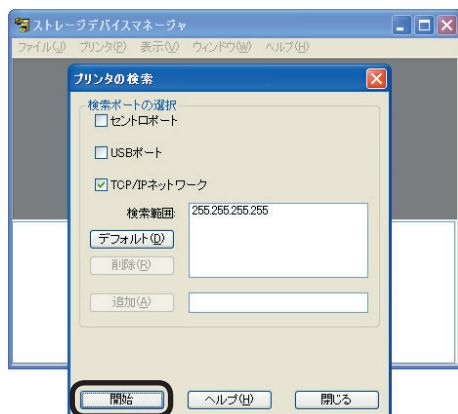 ストレージデバイスマネージャ
ファイル(J) プリンタ(P) 表示(V) ウィンドウ(W) ヘルプ(H)
プリンタの検索
検索ポートの選択
セントロポート
USBポート
TCP/IPネットワーク
検索範囲: 255.255.255.255
デフォルト(D)
削除(R)
追加(A)
開始 ヘルプ(H) 閉じる